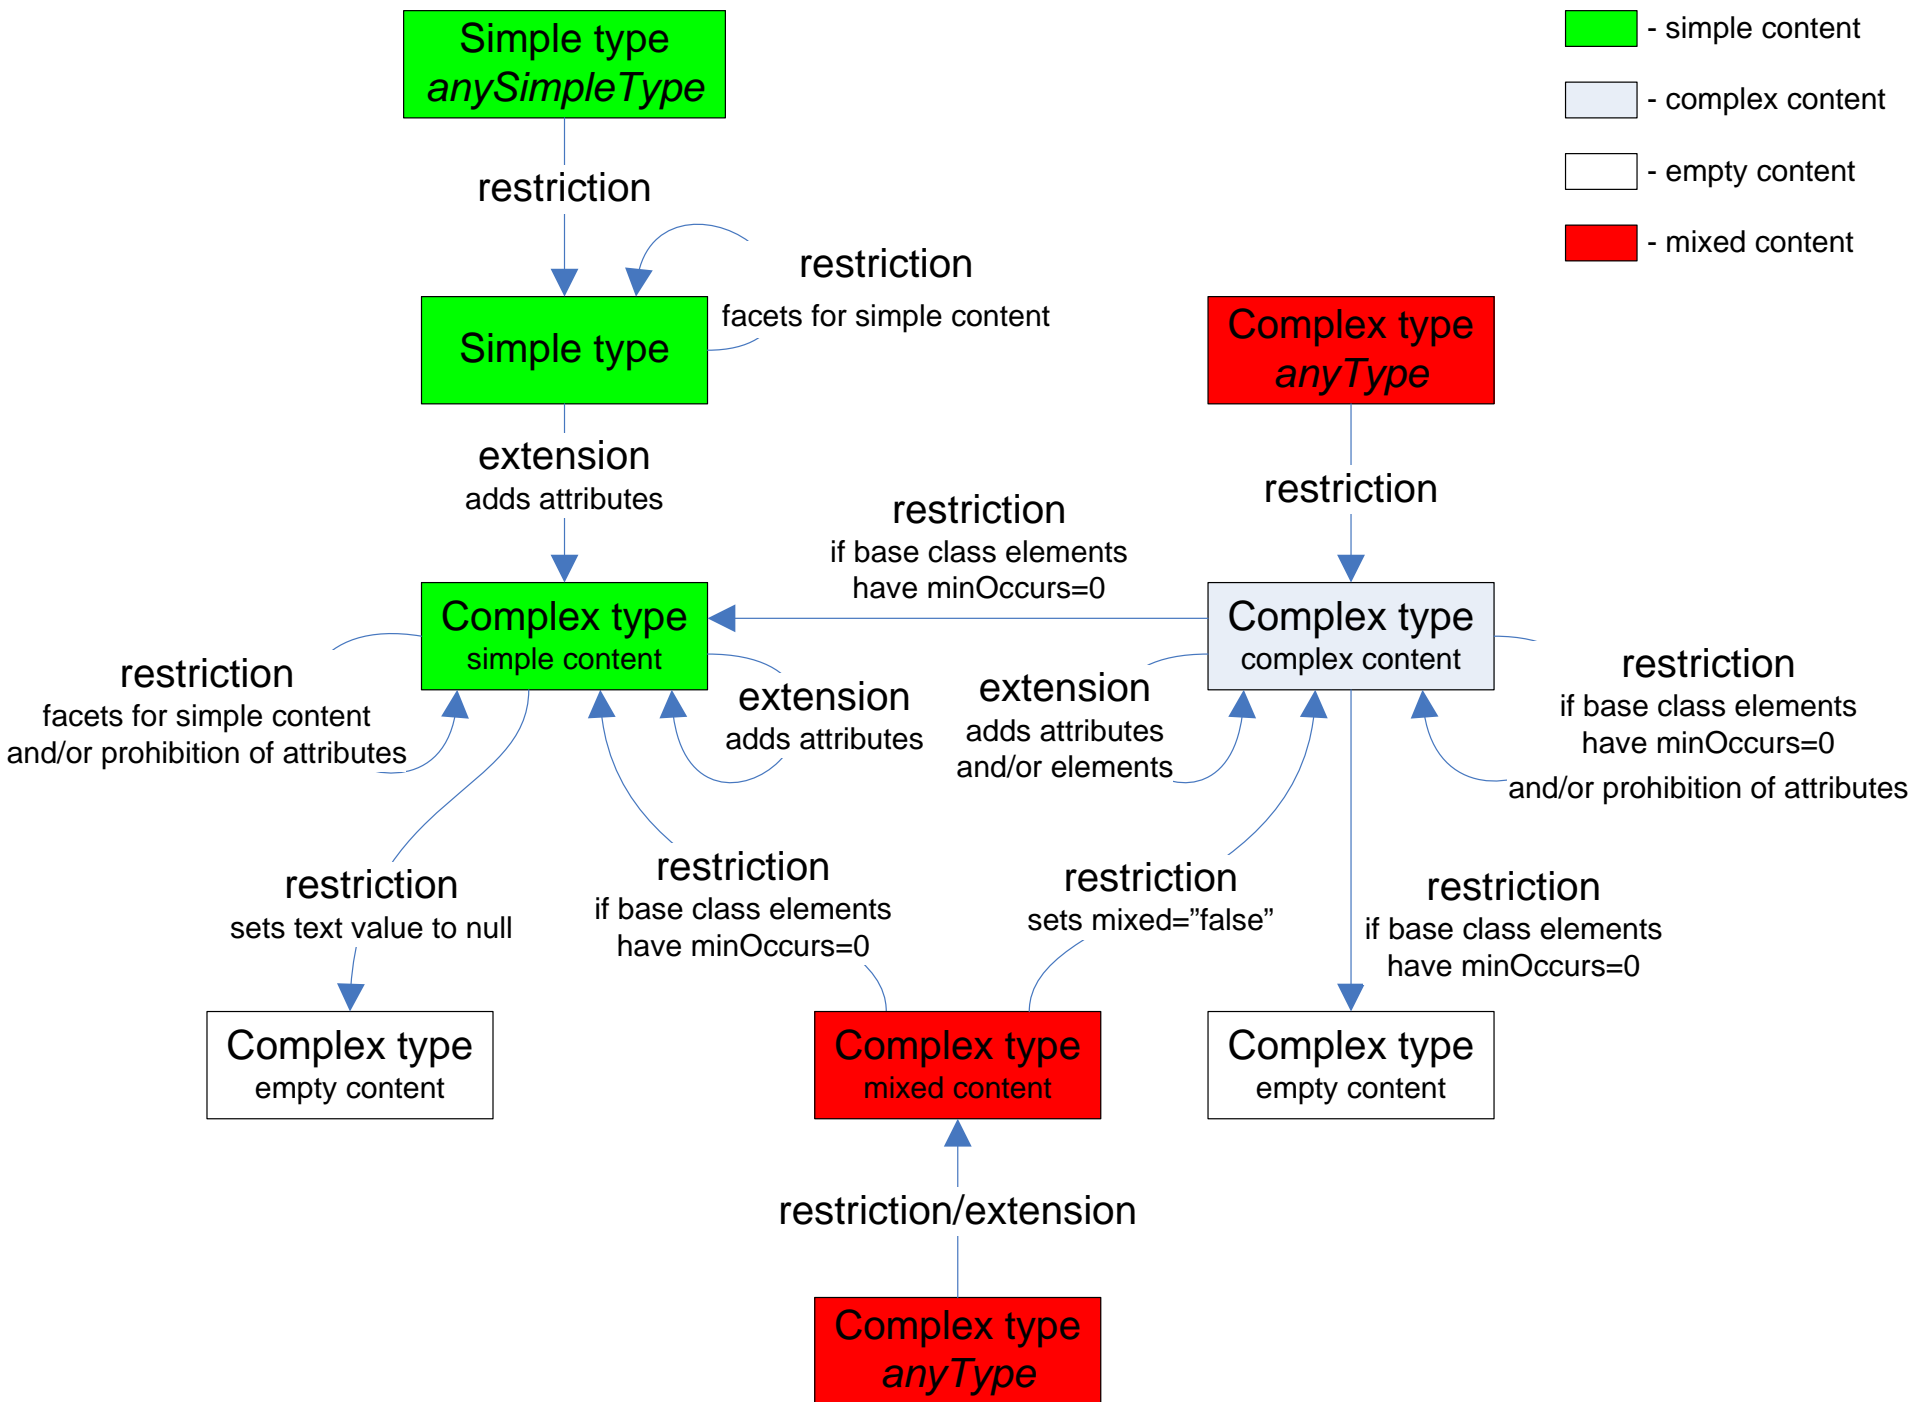 Simple type
anySimpleType
- simple content
- complex content
- empty content
- mixed content
restriction
restriction
facets for simple content
Simple type
Complex type
anyType
extension
adds attributes
restriction
restriction
if base class elements
have minOccurs=0
Complex type
simple content
Complex type
complex content
restriction
facets for simple content
and/or prohibition of attributes
extension
adds attributes
extension
adds attributes
and/or elements
restriction
if base class elements
have minOccurs=0
and/or prohibition of attributes
restriction
sets text value to null
restriction
if base class elements
have minOccurs=0
restriction
sets mixed=”false”
restriction
if base class elements
have minOccurs=0
Complex type
empty content
Complex type
mixed content
Complex type
empty content
restriction/extension
Complex type
anyType